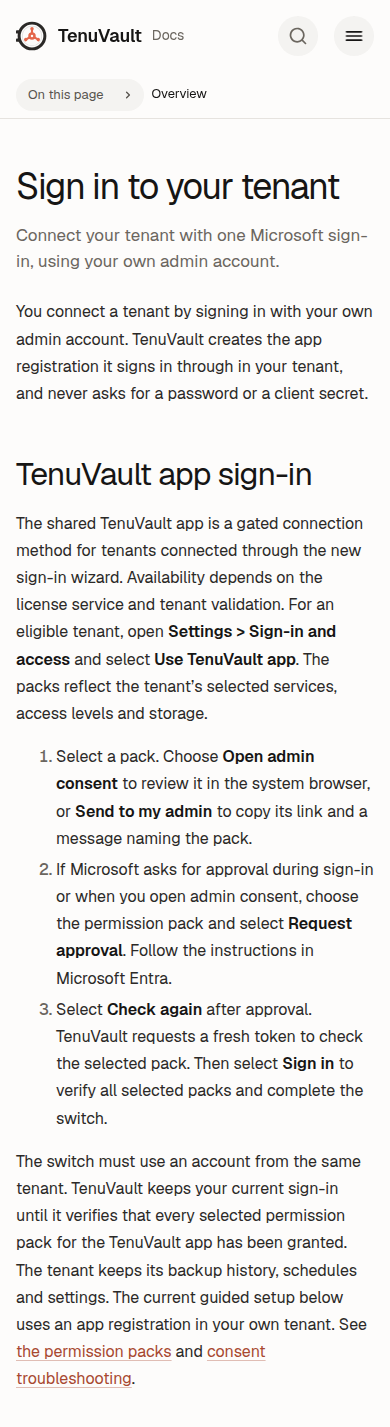 TenuVault Docs
On this page
Overview
Sign in to your tenant
Connect your tenant with one Microsoft sign-
in, using your own admin account.
You connect a tenant by signing in with your own
admin account. TenuVault creates the app
registration it signs in through in your tenant,
and never asks for a password or a client secret.
TenuVault app sign-in
The shared TenuVault app is a gated connection
method for tenants connected through the new
sign-in wizard. Availability depends on the
license service and tenant validation. For an
eligible tenant, open Settings > Sign-in and
access and select Use TenuVault app. The
packs reflect the tenant’s selected services,
access levels and storage.
1. Select a pack. Choose Open admin
consent to review it in the system browser,
or Send to my admin to copy its link and a
message naming the pack.
2. If Microsoft asks for approval during sign-in
or when you open admin consent, choose
the permission pack and select Request
approval. Follow the instructions in
Microsoft Entra.
3. Select Check again after approval.
TenuVault requests a fresh token to check
the selected pack. Then select Sign in to
verify all selected packs and complete the
switch.
The switch must use an account from the same
tenant. TenuVault keeps your current sign-in
until it verifies that every selected permission
pack for the TenuVault app has been granted.
The tenant keeps its backup history, schedules
and settings. The current guided setup below
uses an app registration in your own tenant. See
the permission packs and consent
troubleshooting.